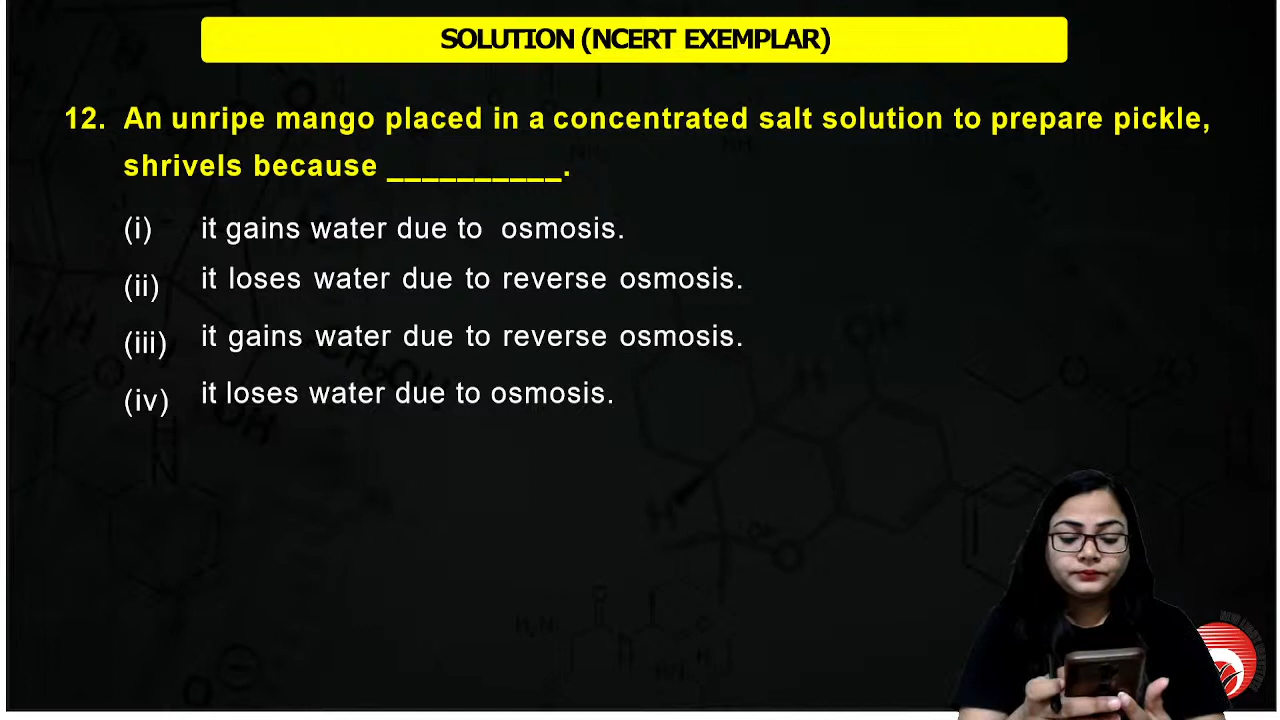 SOLUTION (NCERT EXEMPLAR)
12. An unripe mango placed in a concentrated salt solution to prepare pickle,
shrivels because __________.
(i) it gains water due to osmosis.
(ii) it loses water due to reverse osmosis.
(iii) it gains water due to reverse osmosis.
(iv) it loses water due to osmosis.